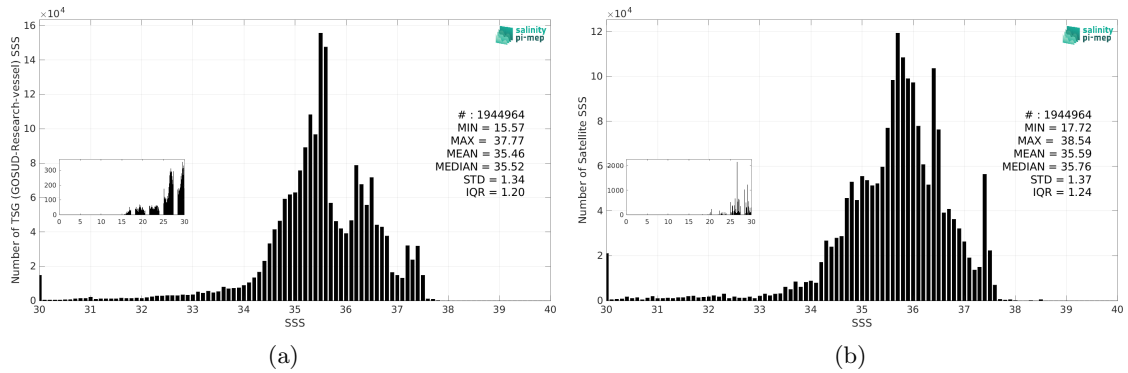 ×10⁴
16
14
12
10
8
6
4
2
0
Number of TSG (GOSUD-Research-vessel) SSS
salinity
pi-mep
# : 1944964
MIN = 15.57
MAX = 37.77
MEAN = 35.46
MEDIAN = 35.52
STD = 1.34
IQR = 1.20
300
200
100
0
0 5 10 15 20 25 30
30 31 32 33 34 35 36 37 38 39 40
SSS
(a)
×10⁴
12
10
8
6
4
2
0
Number of Satellite SSS
salinity
pi-mep
# : 1944964
MIN = 17.72
MAX = 38.54
MEAN = 35.59
MEDIAN = 35.76
STD = 1.37
IQR = 1.24
2000
1000
0
0 5 10 15 20 25 30
30 31 32 33 34 35 36 37 38 39 40
SSS
(b)